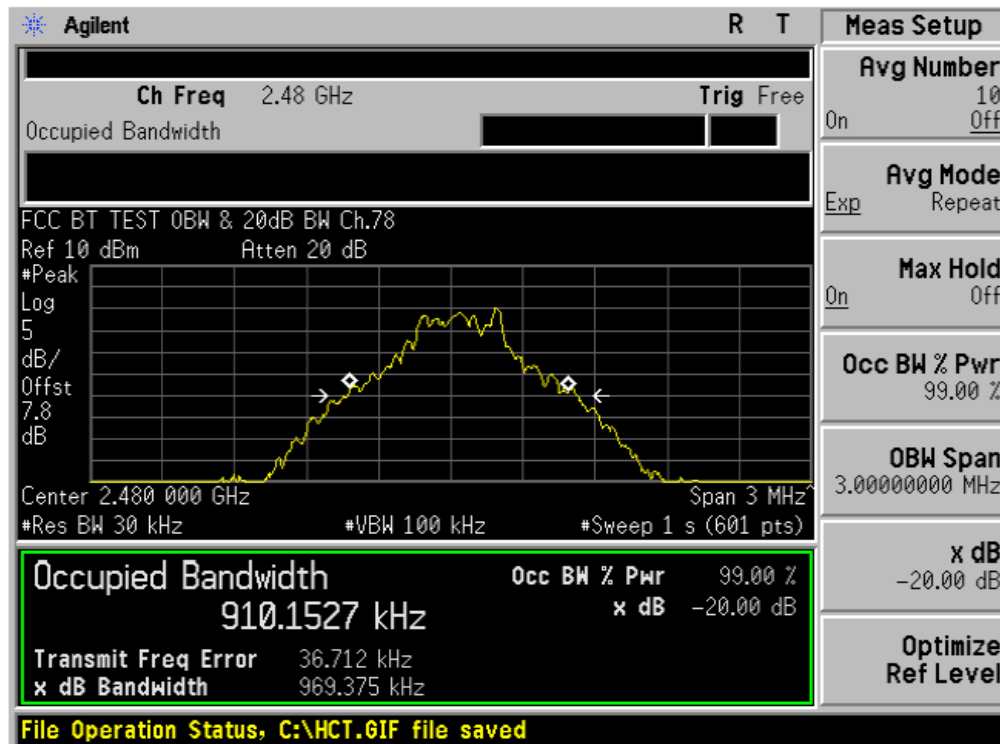 Agilent R T
Ch Freq 2.48 GHz Trig Free
Occupied Bandwidth
FCC BT TEST OBW & 20dB BW Ch.78
Ref 10 dBm Atten 20 dB
#Peak
Log
5
dB/
Offst
7.8
dB
Center 2.480 000 GHz Span 3 MHz^
#Res BW 30 kHz #VBW 100 kHz #Sweep 1 s (601 pts)
Occupied Bandwidth
910.1527 kHz
Occ BW % Pwr 99.00 %
x dB -20.00 dB
Transmit Freq Error 36.712 kHz
x dB Bandwidth 969.375 kHz
File Operation Status, C:\HCT.GIF file saved
Meas Setup
Avg Number
10
On Off
Avg Mode
Exp Repeat
Max Hold
On Off
Occ BW % Pwr
99.00 %
OBW Span
3.00000000 MHz
x dB
-20.00 dB
Optimize
Ref Level